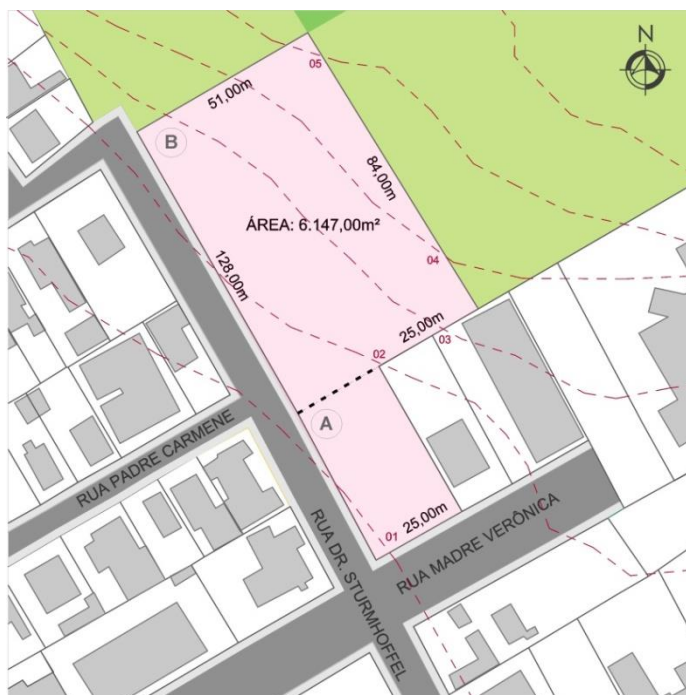 N
05
51,00m
B
84,00m
ÁREA: 6.147,00m²
04
128,00m
25,00m
03
02
A
RUA PADRE CARMENE
25,00m
01
RUA MADRE VERÔNICA
RUA DR. STURMHOFFEL